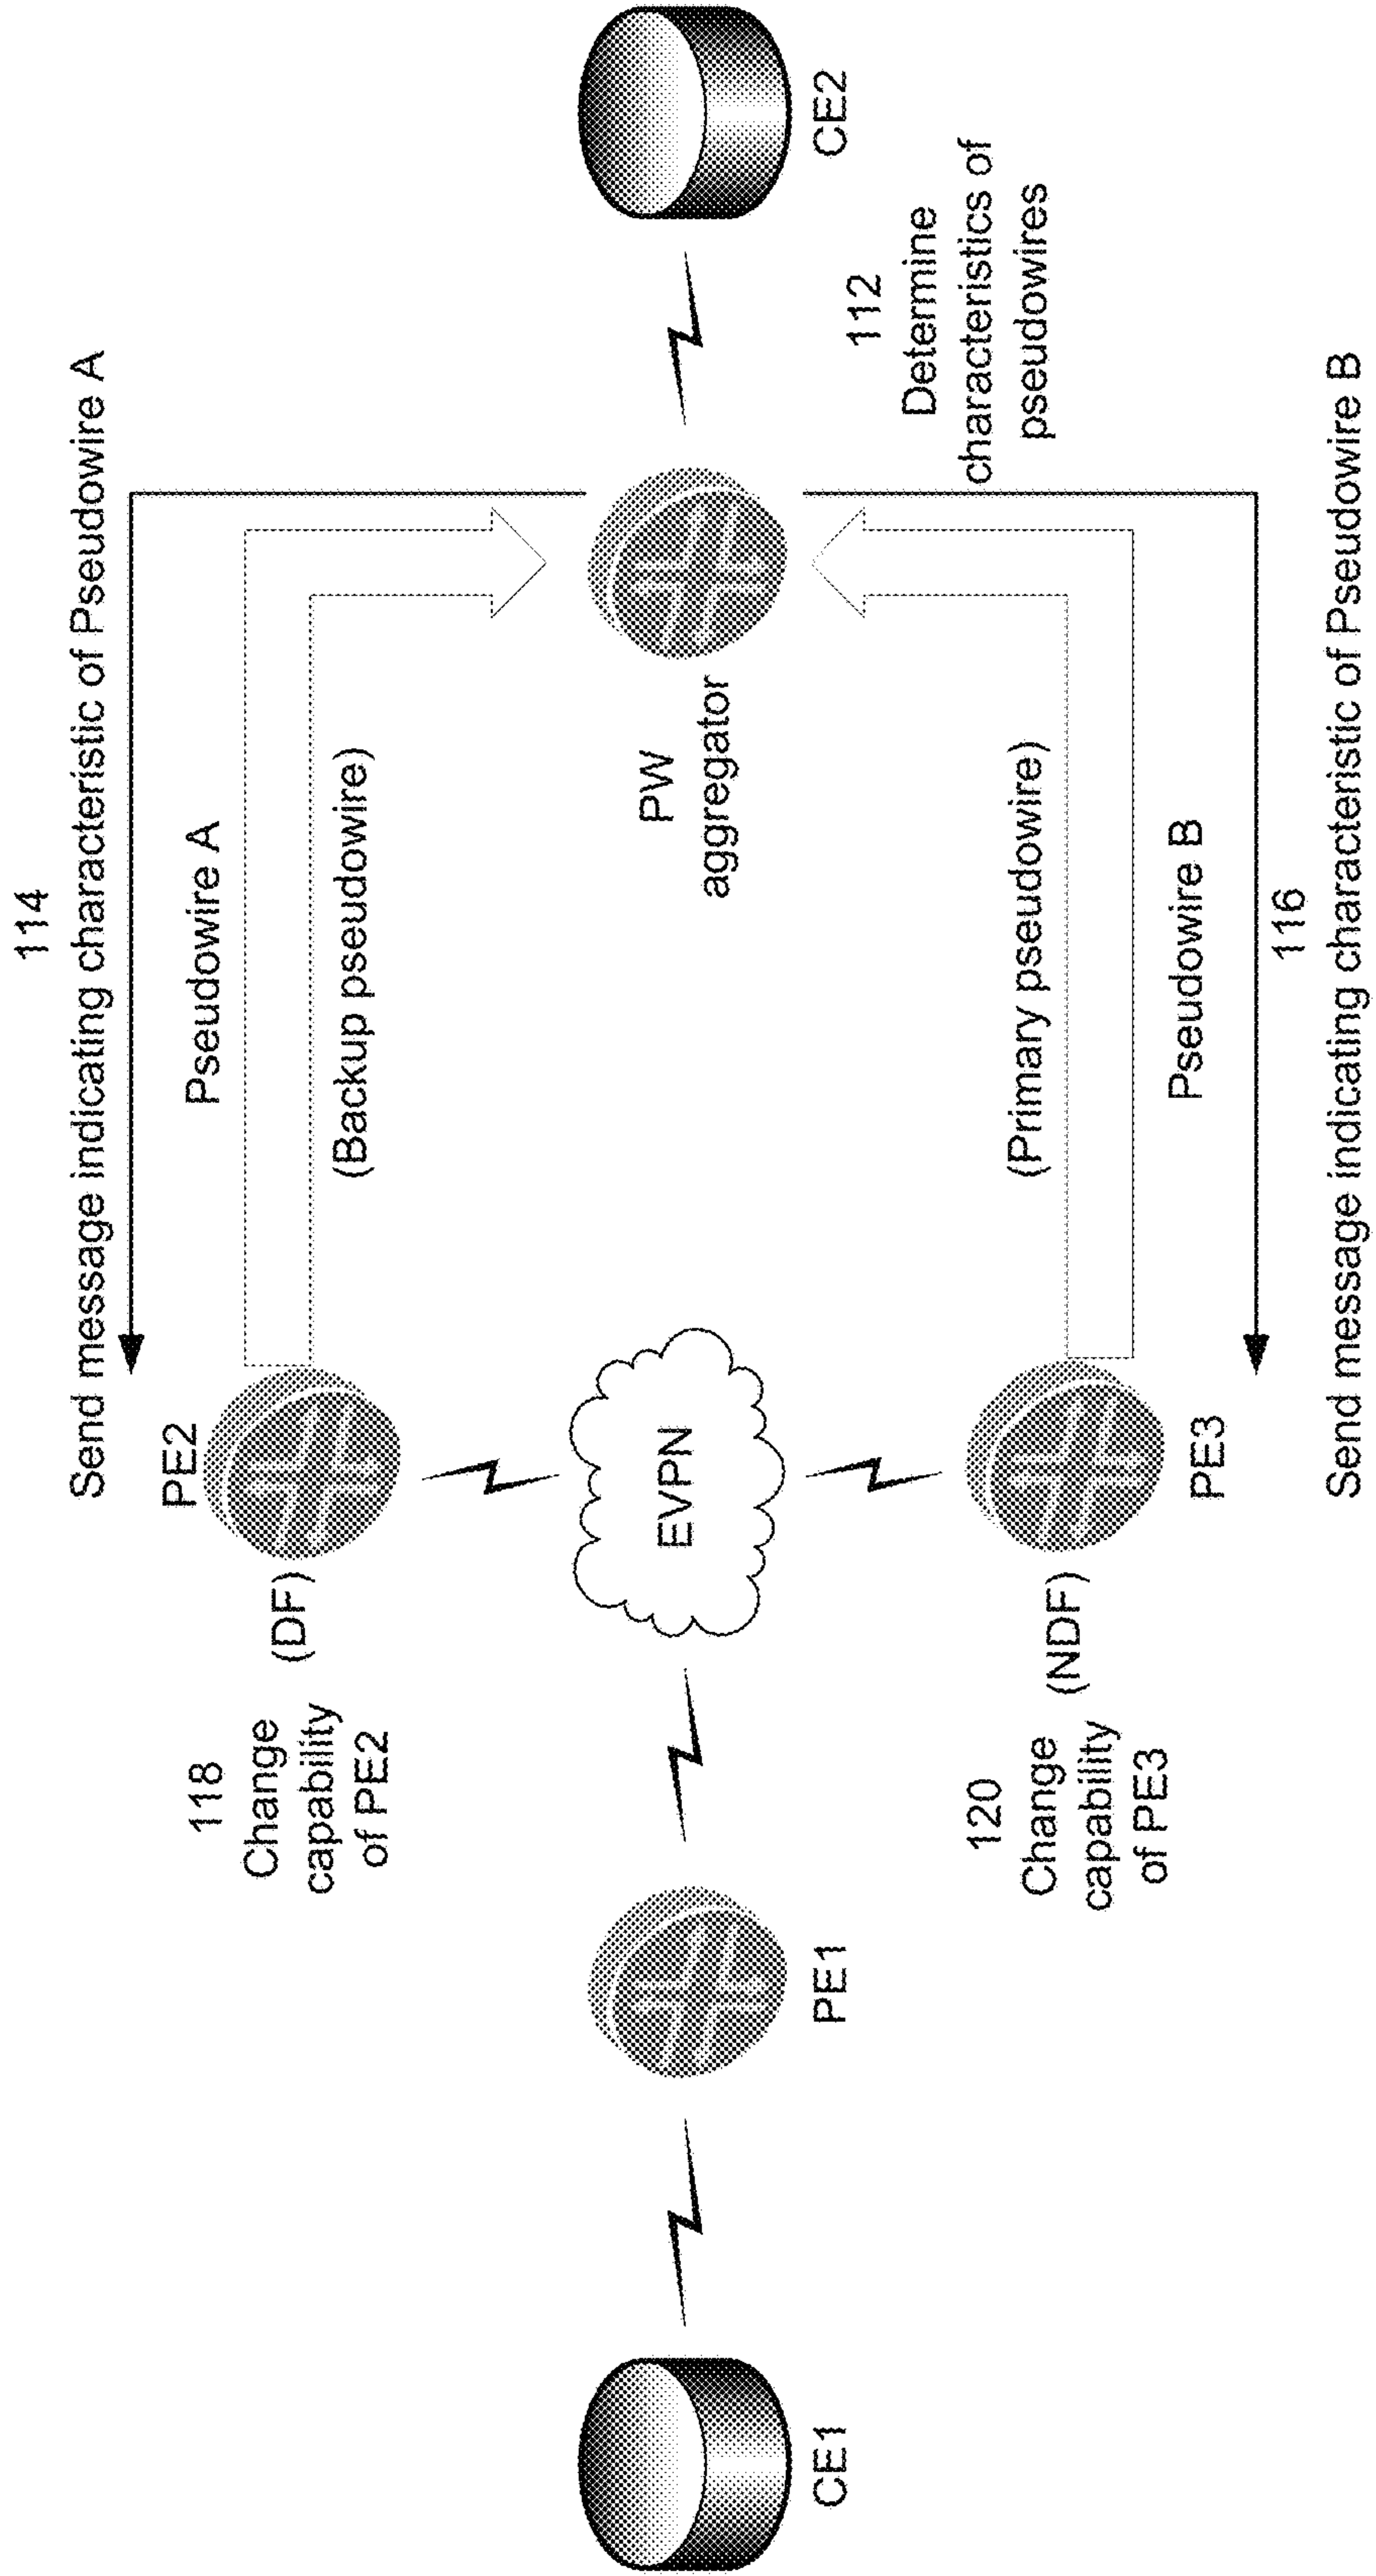 114
Send message indicating characteristic of Pseudowire A
Pseudowire A
(Backup pseudowire)
PE2
(DF)
118
Change
capability
of PE2
CE1
PE1
EVPN
PW
aggregator
CE2
112
Determine
characteristics of
pseudowires
(Primary pseudowire)
Pseudowire B
(NDF)
PE3
120
Change
capability
of PE3
116
Send message indicating characteristic of Pseudowire B